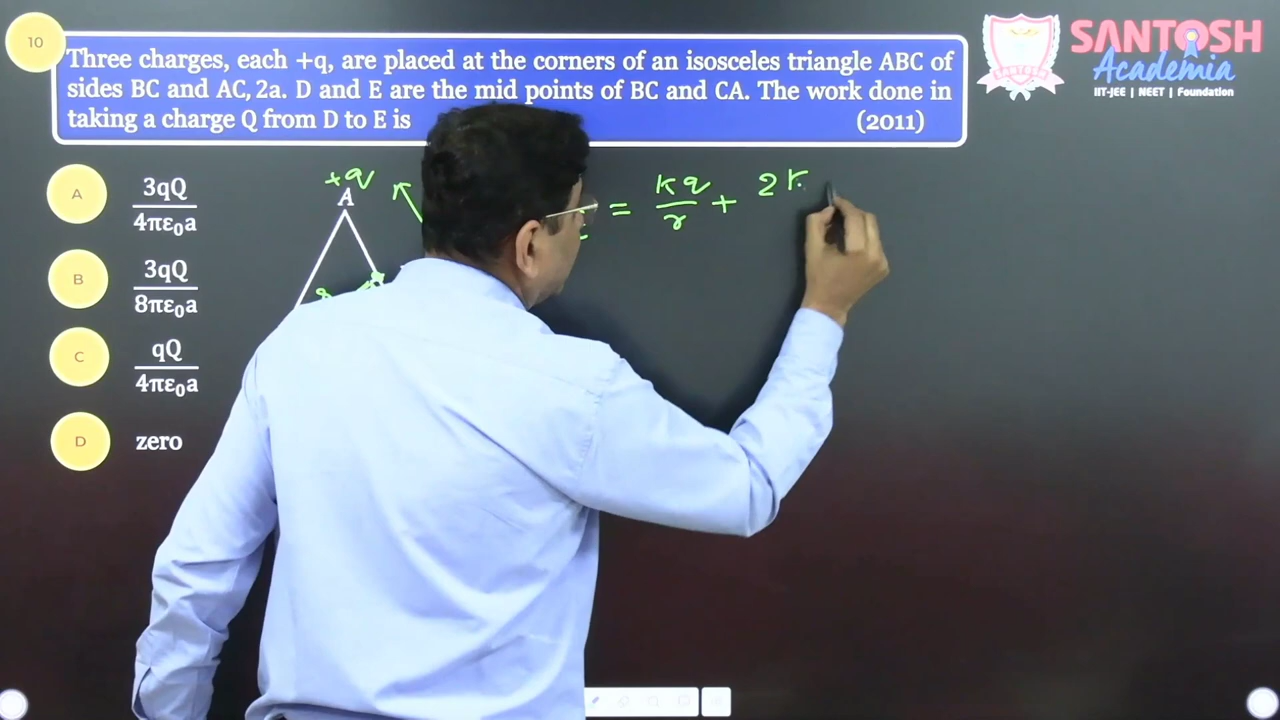 10
Three charges, each +q, are placed at the corners of an isosceles triangle ABC of
sides BC and AC, 2a. D and E are the mid points of BC and CA. The work done in
taking a charge Q from D to E is (2011)
SANTOSH
Academia
IIT-JEE | NEET | Foundation
SANTOSH
A 3qQ / 4πε₀a
B 3qQ / 8πε₀a
C qQ / 4πε₀a
D zero
+q
A
= kq / r + 2k